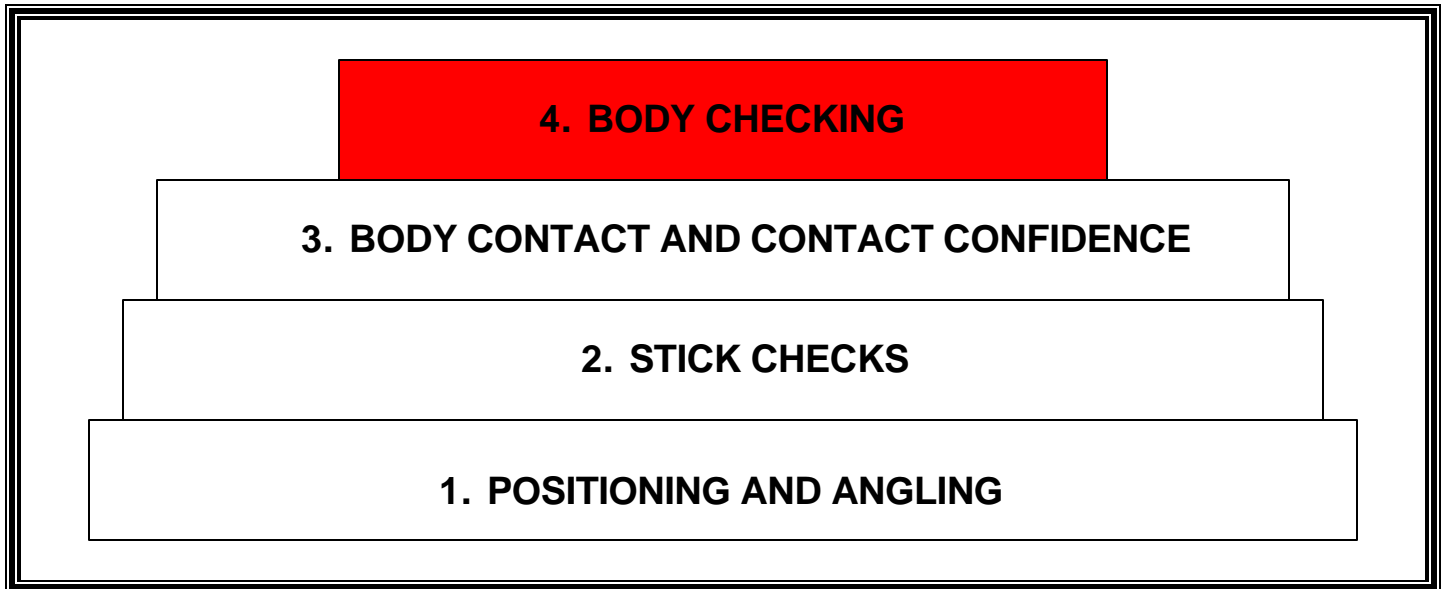 4. BODY CHECKING
3. BODY CONTACT AND CONTACT CONFIDENCE
2. STICK CHECKS
1. POSITIONING AND ANGLING